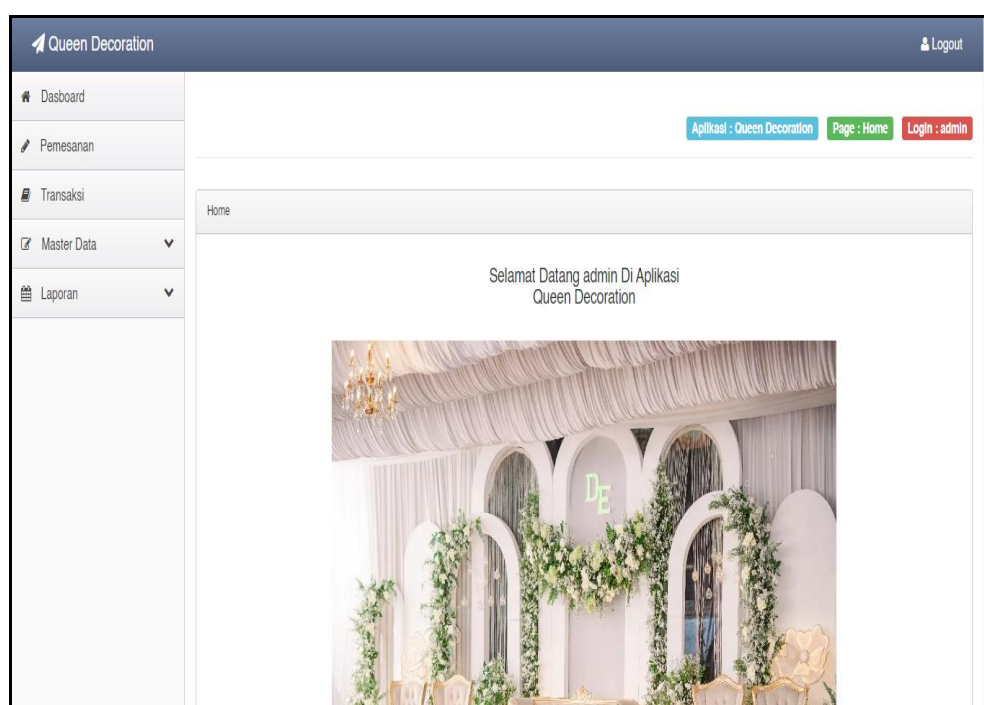 Queen Decoration
Logout
Dasboard
Pemesanan
Transaksi
Master Data
Laporan
Aplikasi : Queen Decoration Page : Home Login : admin
Home
Selamat Datang admin Di Aplikasi
Queen Decoration
DE